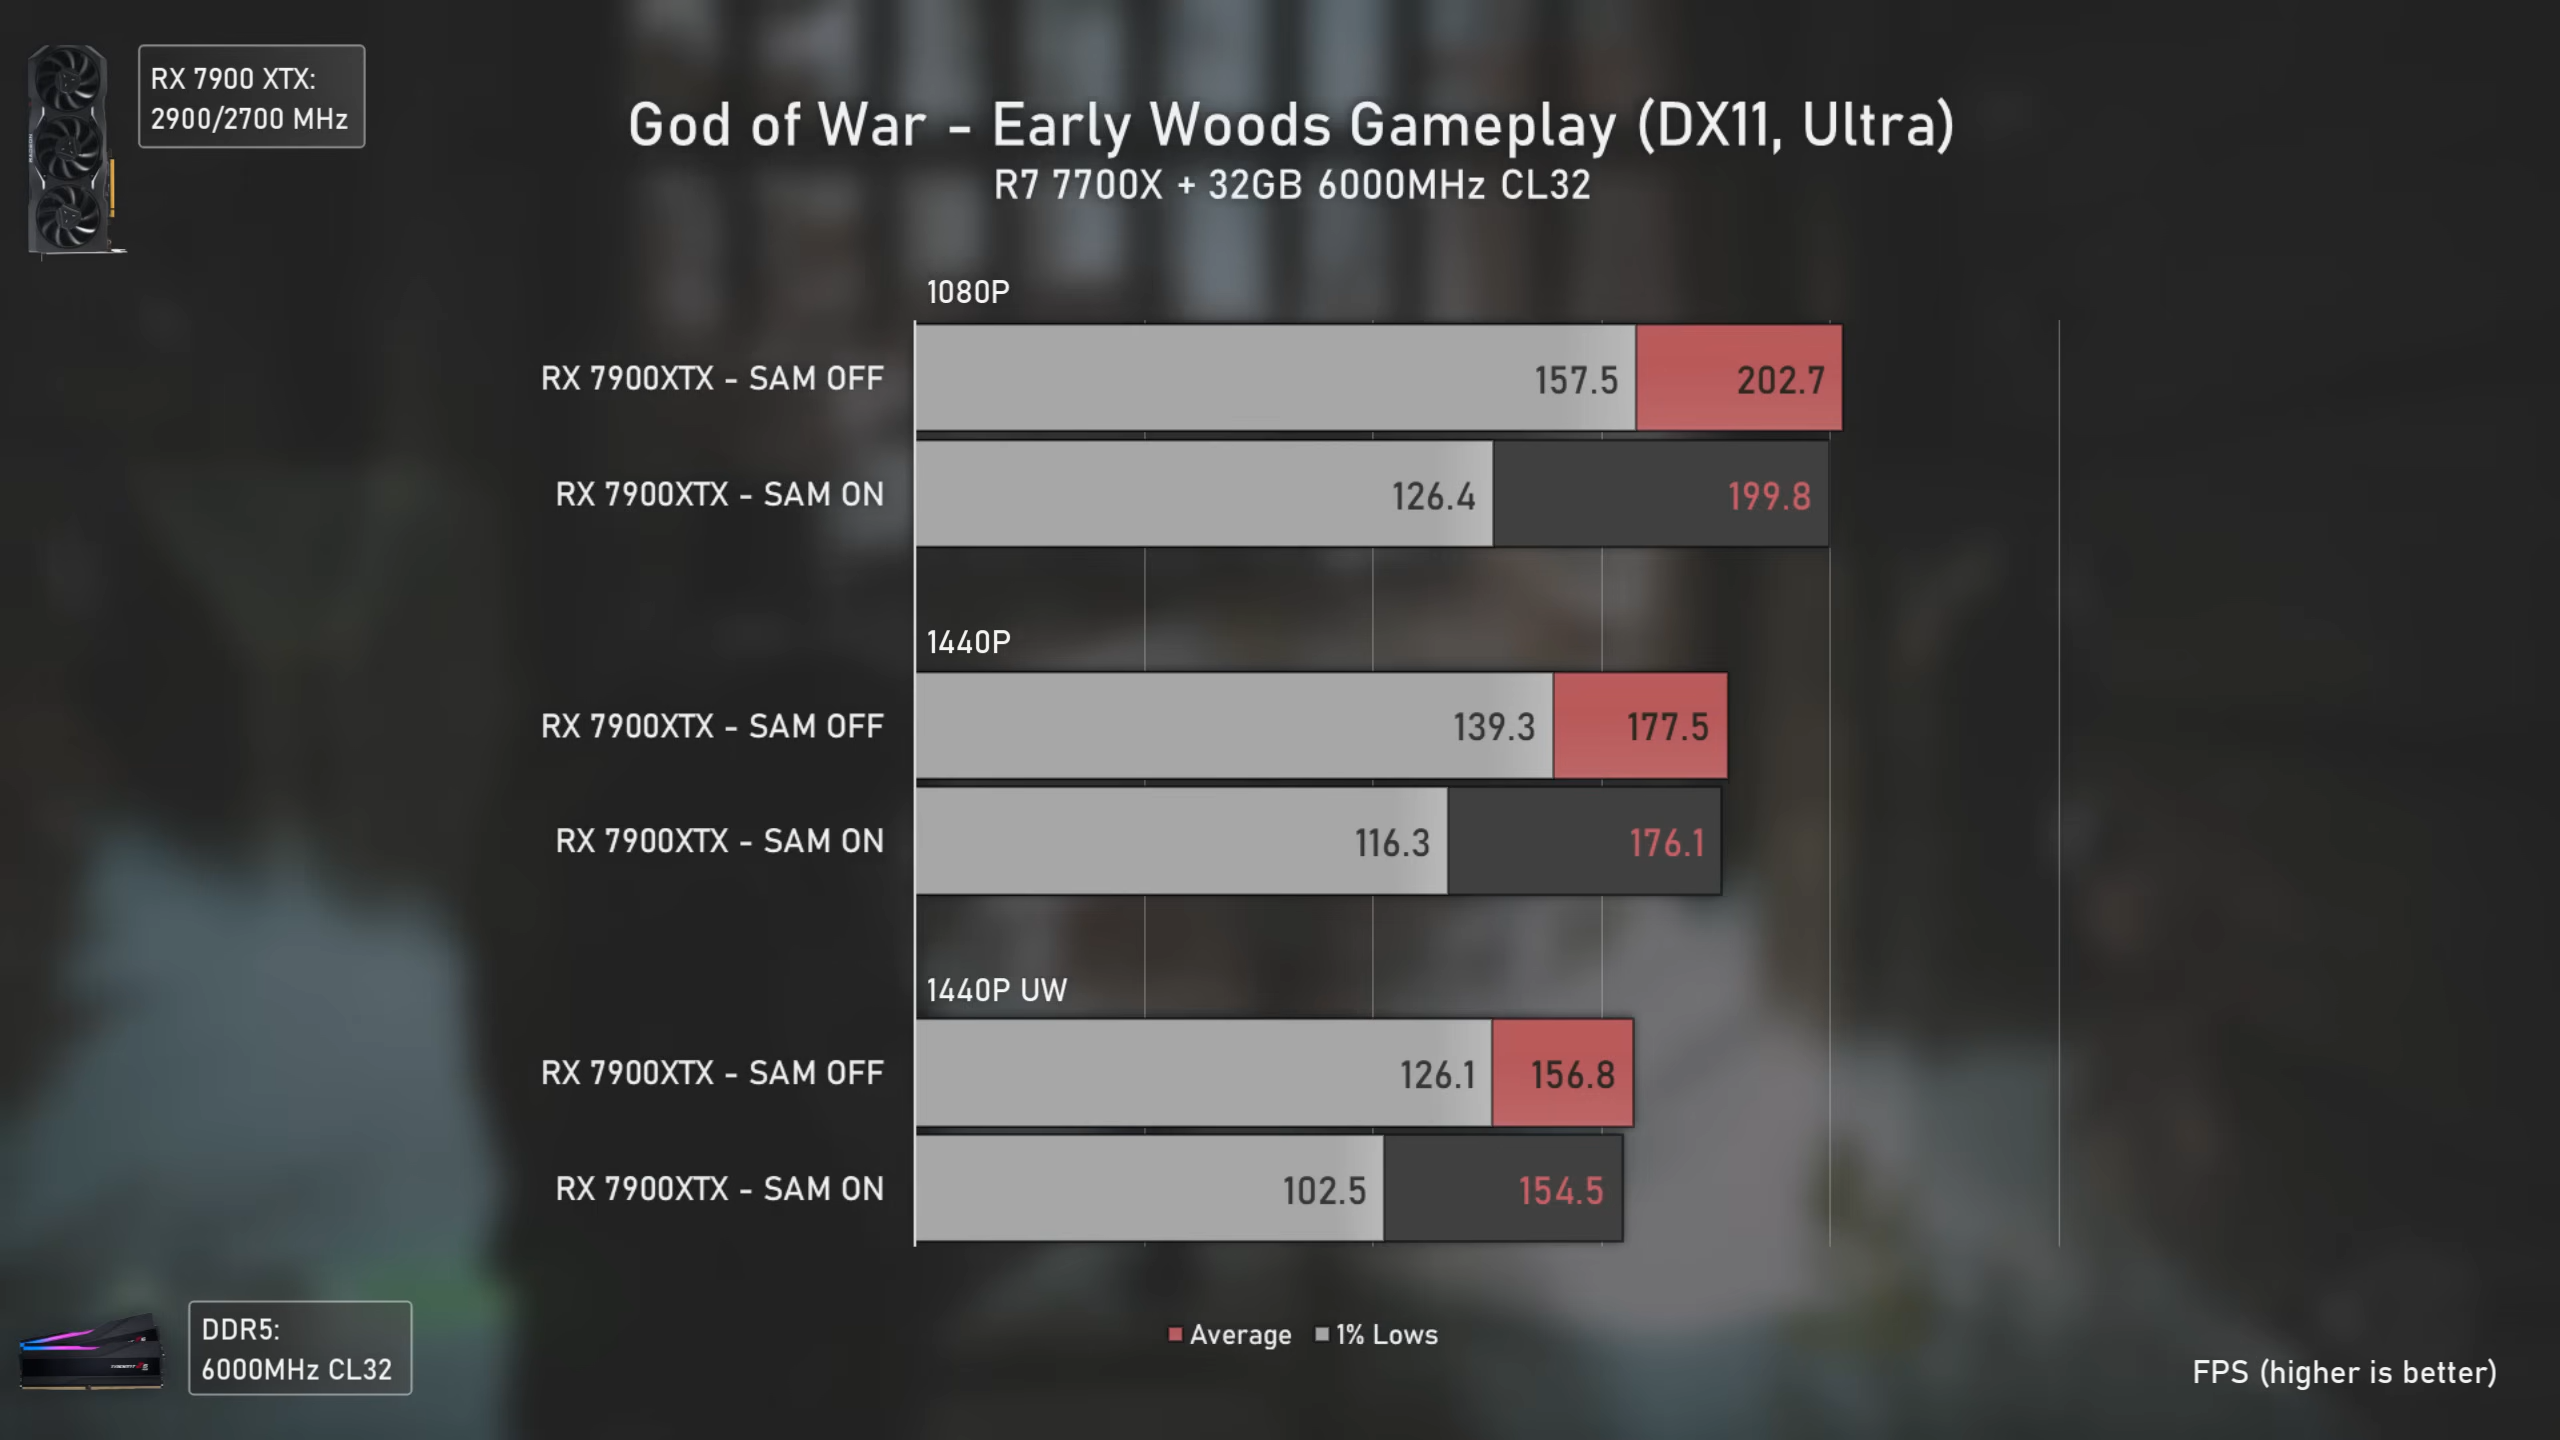 RX 7900 XTX:
2900/2700 MHz
God of War - Early Woods Gameplay (DX11, Ultra)
R7 7700X + 32GB 6000MHz CL32
1080P
RX 7900XTX - SAM OFF
157.5
202.7
RX 7900XTX - SAM ON
126.4
199.8
1440P
RX 7900XTX - SAM OFF
139.3
177.5
RX 7900XTX - SAM ON
116.3
176.1
1440P UW
RX 7900XTX - SAM OFF
126.1
156.8
RX 7900XTX - SAM ON
102.5
154.5
Average
1% Lows
DDR5:
6000MHz CL32
FPS (higher is better)